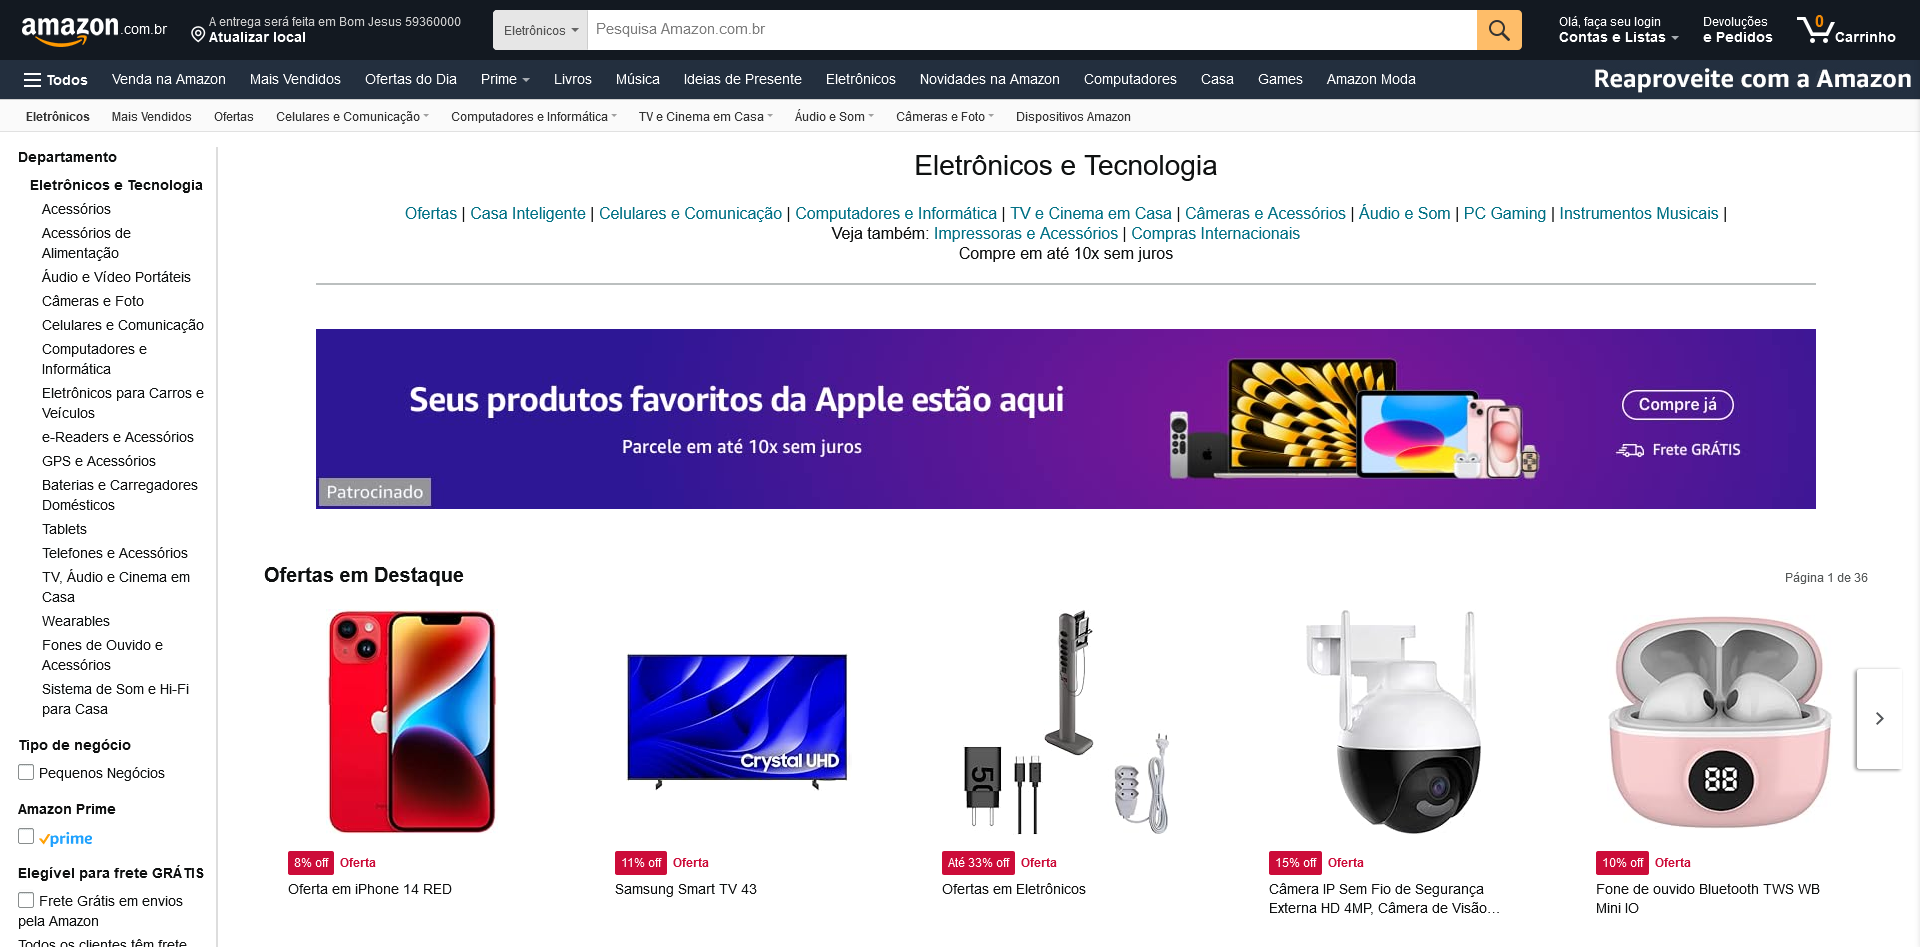 amazon.com.br
A entrega será feita em Bom Jesus 59360000
Atualizar local
Eletrônicos
Pesquisa Amazon.com.br
Olá, faça seu login
Contas e Listas
Devoluções
e Pedidos
0
Carrinho
Todos
Venda na Amazon
Mais Vendidos
Ofertas do Dia
Prime
Livros
Música
Ideias de Presente
Eletrônicos
Novidades na Amazon
Computadores
Casa
Games
Amazon Moda
Reaproveite com a Amazon
Eletrônicos
Mais Vendidos
Ofertas
Celulares e Comunicação
Computadores e Informática
TV e Cinema em Casa
Áudio e Som
Câmeras e Foto
Dispositivos Amazon
Departamento
Eletrônicos e Tecnologia
Acessórios
Acessórios de
Alimentação
Áudio e Vídeo Portáteis
Câmeras e Foto
Celulares e Comunicação
Computadores e
Informática
Eletrônicos para Carros e
Veículos
e-Readers e Acessórios
GPS e Acessórios
Baterias e Carregadores
Domésticos
Tablets
Telefones e Acessórios
TV, Áudio e Cinema em
Casa
Wearables
Fones de Ouvido e
Acessórios
Sistema de Som e Hi-Fi
para Casa
Tipo de negócio
Pequenos Negócios
Amazon Prime
prime
Elegível para frete GRÁTIS
Frete Grátis em envios
pela Amazon
Todos os clientes têm frete
Eletrônicos e Tecnologia
Ofertas | Casa Inteligente | Celulares e Comunicação | Computadores e Informática | TV e Cinema em Casa | Câmeras e Acessórios | Áudio e Som | PC Gaming | Instrumentos Musicais |
Veja também: Impressoras e Acessórios | Compras Internacionais
Compre em até 10x sem juros
Seus produtos favoritos da Apple estão aqui
Parcele em até 10x sem juros
Patrocinado
Compre já
Frete GRÁTIS
Ofertas em Destaque
Página 1 de 36
Crystal UHD
50
88
8% off Oferta
Oferta em iPhone 14 RED
11% off Oferta
Samsung Smart TV 43
Até 33% off Oferta
Ofertas em Eletrônicos
15% off Oferta
Câmera IP Sem Fio de Segurança
Externa HD 4MP, Câmera de Visão…
10% off Oferta
Fone de ouvido Bluetooth TWS WB
Mini IO